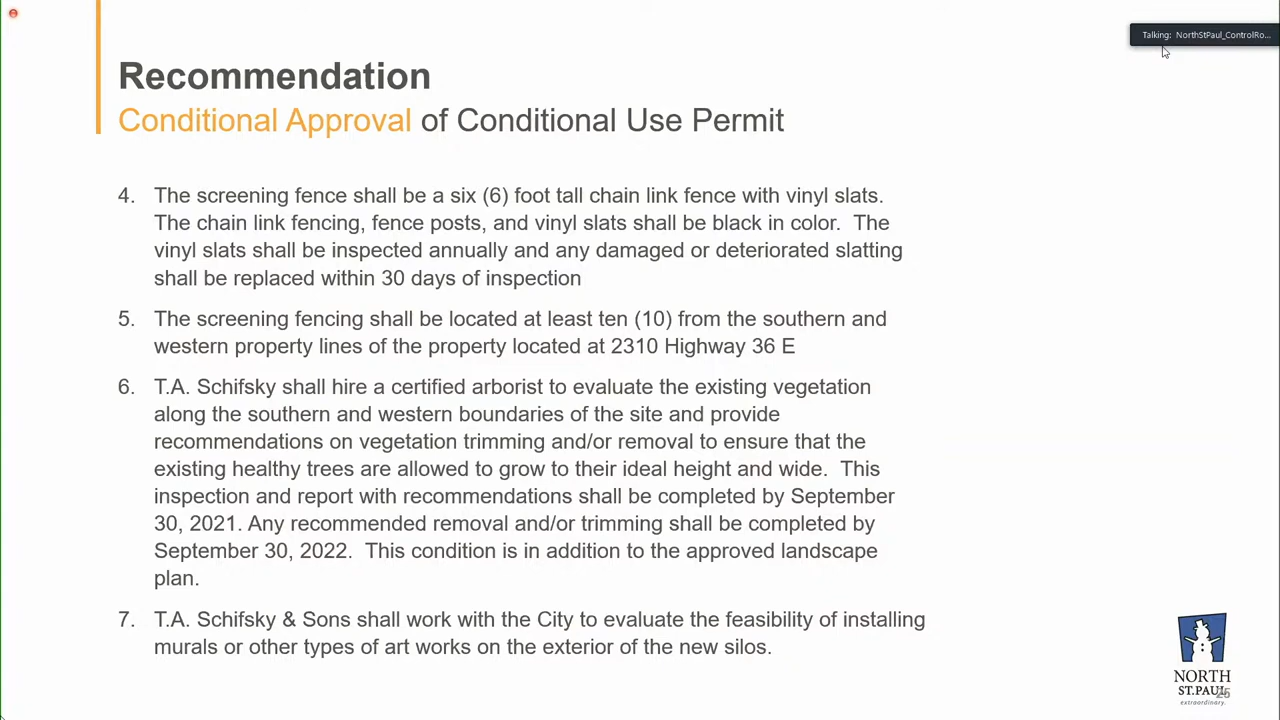 Talking: NorthStPaul_ControlRo...
Recommendation
Conditional Approval of Conditional Use Permit
4. The screening fence shall be a six (6) foot tall chain link fence with vinyl slats.
The chain link fencing, fence posts, and vinyl slats shall be black in color. The
vinyl slats shall be inspected annually and any damaged or deteriorated slatting
shall be replaced within 30 days of inspection
5. The screening fencing shall be located at least ten (10) from the southern and
western property lines of the property located at 2310 Highway 36 E
6. T.A. Schifsky shall hire a certified arborist to evaluate the existing vegetation
along the southern and western boundaries of the site and provide
recommendations on vegetation trimming and/or removal to ensure that the
existing healthy trees are allowed to grow to their ideal height and wide. This
inspection and report with recommendations shall be completed by September
30, 2021. Any recommended removal and/or trimming shall be completed by
September 30, 2022. This condition is in addition to the approved landscape
plan.
7. T.A. Schifsky & Sons shall work with the City to evaluate the feasibility of installing
murals or other types of art works on the exterior of the new silos.
NORTH
ST. PAUL
25
extraordinary.